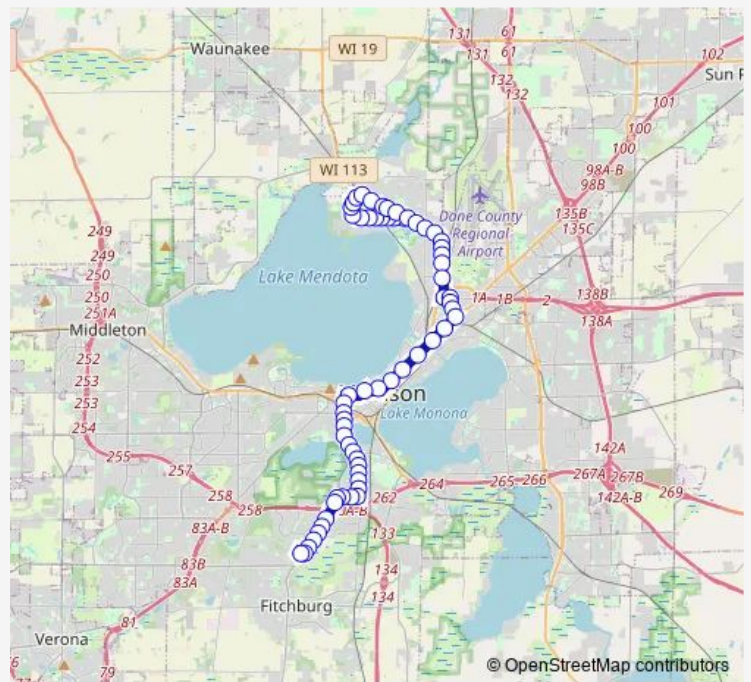 131
61
Waunakee
WI 19
131
61
102
132
132
Sun F
101
100
100
WI 113
98A-B
98B
Dane County
Regional
Airport
135B
135C
249
249
250
250
251A
Lake Mendota
1A 1B 2
138B
138A
Middleton
252
253
253
254
son
Lake Monona
142A
255
257
264
265 266
267A
267B
258
258
262
142A-B
269
A-B
83A-B
133
83B
134
83A
134
Fitchburg
81
Verona
79
76
© OpenStreetMap contributors